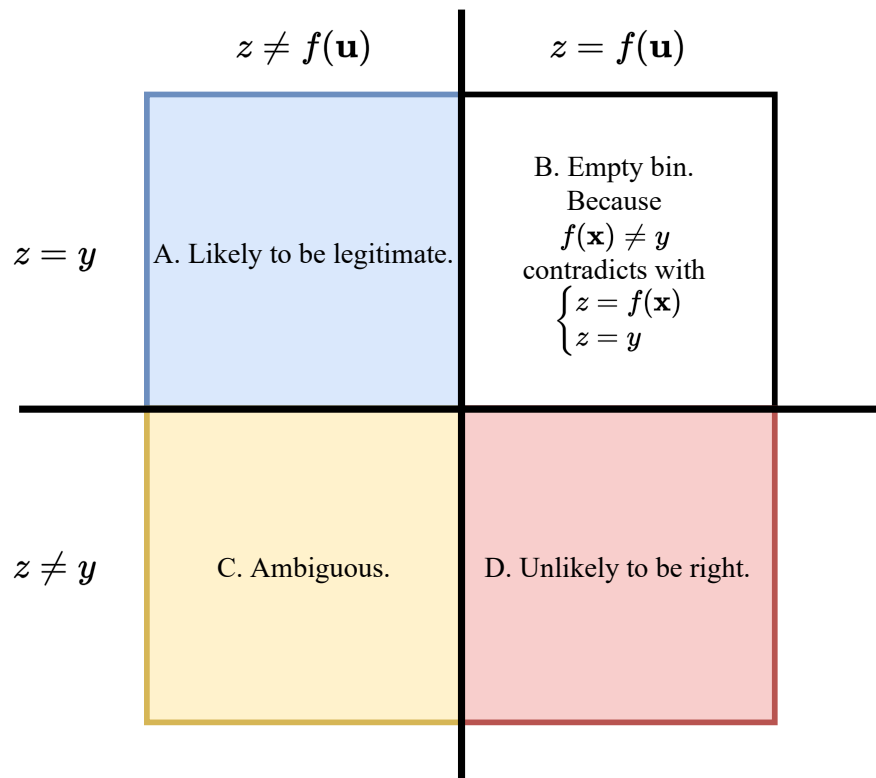 z ≠ f(𝐮)
z = f(𝐮)
z = y
A. Likely to be legitimate.
B. Empty bin.
Because
f(𝐱) ≠ y
contradicts with
{ z = f(𝐱)
z = y
z ≠ y
C. Ambiguous.
D. Unlikely to be right.